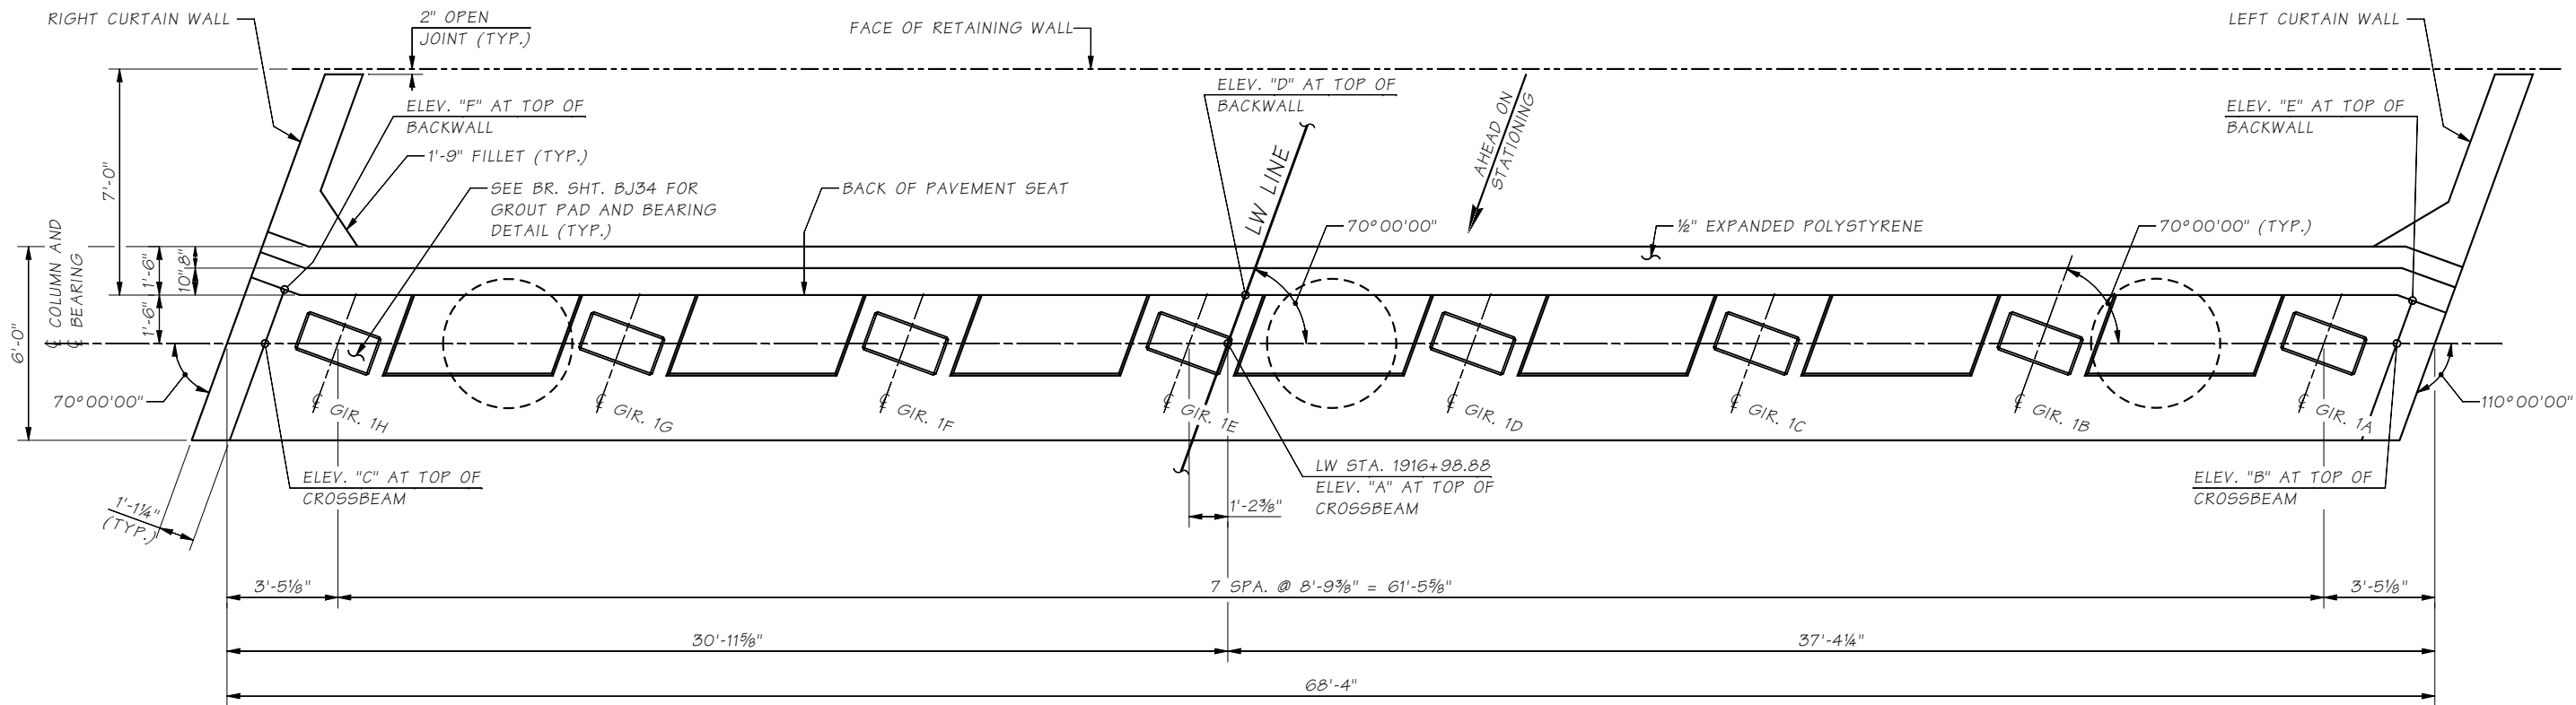 RIGHT CURTAIN WALL
2" OPEN
JOINT (TYP.)
FACE OF RETAINING WALL
LEFT CURTAIN WALL
ELEV. "D" AT TOP OF
BACKWALL
ELEV. "F" AT TOP OF
BACKWALL
AHEAD ON
STATIONING
ELEV. "E" AT TOP OF
BACKWALL
1'-9" FILLET (TYP.)
LW LINE
7'-0"
SEE BR. SHT. BJ34 FOR
GROUT PAD AND BEARING
DETAIL (TYP.)
BACK OF PAVEMENT SEAT
70°00'00"
½" EXPANDED POLYSTYRENE
70°00'00" (TYP.)
℄ COLUMN AND
℄ BEARING
1'-6"
8"
10"
1'-6"
6'-0"
70°00'00"
110°00'00"
℄ GIR. 1H
℄ GIR. 1G
℄ GIR. 1F
℄ GIR. 1E
℄ GIR. 1D
℄ GIR. 1C
℄ GIR. 1B
℄ GIR. 1A
ELEV. "C" AT TOP OF
CROSSBEAM
LW STA. 1916+98.88
ELEV. "A" AT TOP OF
CROSSBEAM
ELEV. "B" AT TOP OF
CROSSBEAM
1'-1¼"
(TYP.)
1'-2⅜"
3'-5⅛"
7 SPA. @ 8'-9⅜" = 61'-5⅝"
3'-5⅛"
30'-11⅝"
37'-4¼"
68'-4"